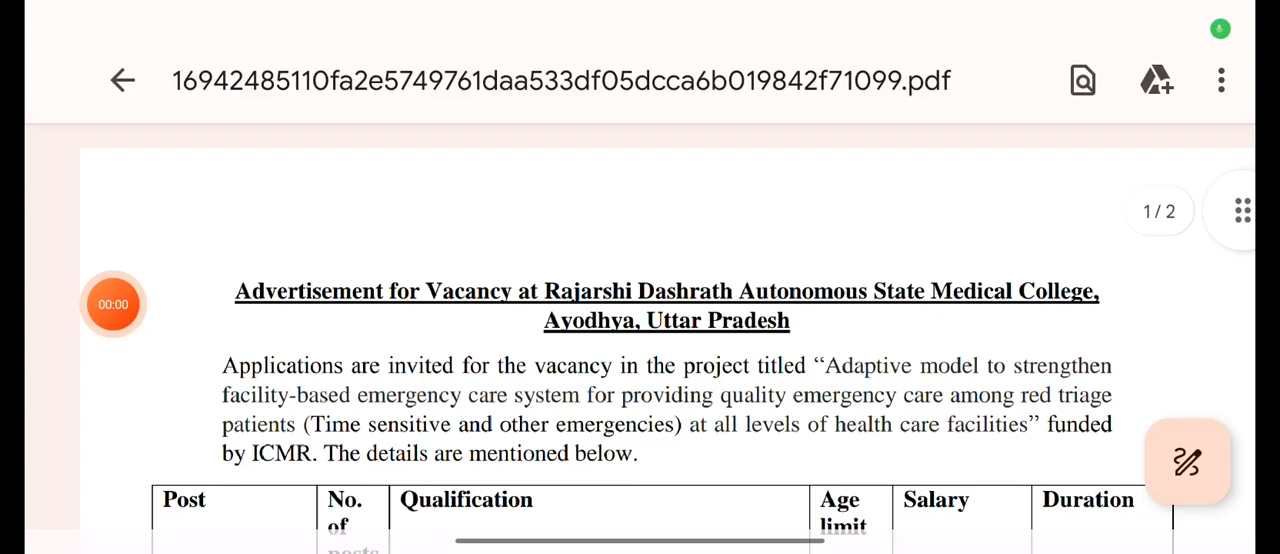 16942485110fa2e5749761daa533df05dcca6b019842f71099.pdf
1 / 2
00:00
Advertisement for Vacancy at Rajarshi Dashrath Autonomous State Medical College,
Ayodhya, Uttar Pradesh
Applications are invited for the vacancy in the project titled “Adaptive model to strengthen
facility-based emergency care system for providing quality emergency care among red triage
patients (Time sensitive and other emergencies) at all levels of health care facilities” funded
by ICMR. The details are mentioned below.
Post No. Qualification Age Salary Duration
of limit
posts